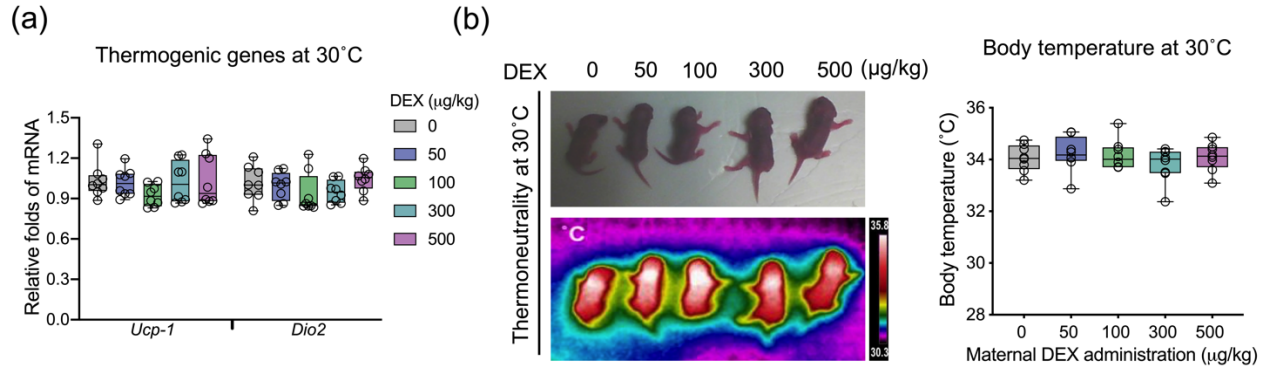 (a)
Thermogenic genes at 30˚C
Relative folds of mRNA
1.5
1.2
0.9
0.6
0.3
0.0
Ucp-1 Dio2
DEX (μg/kg)
0
50
100
300
500
(b)
DEX 0 50 100 300 500 (μg/kg)
Thermoneutrality at 30˚C
˚C
35.8
30.3
Body temperature at 30˚C
Body temperature (˚C)
36
34
32
30
28
0 50 100 300 500
Maternal DEX administration (μg/kg)